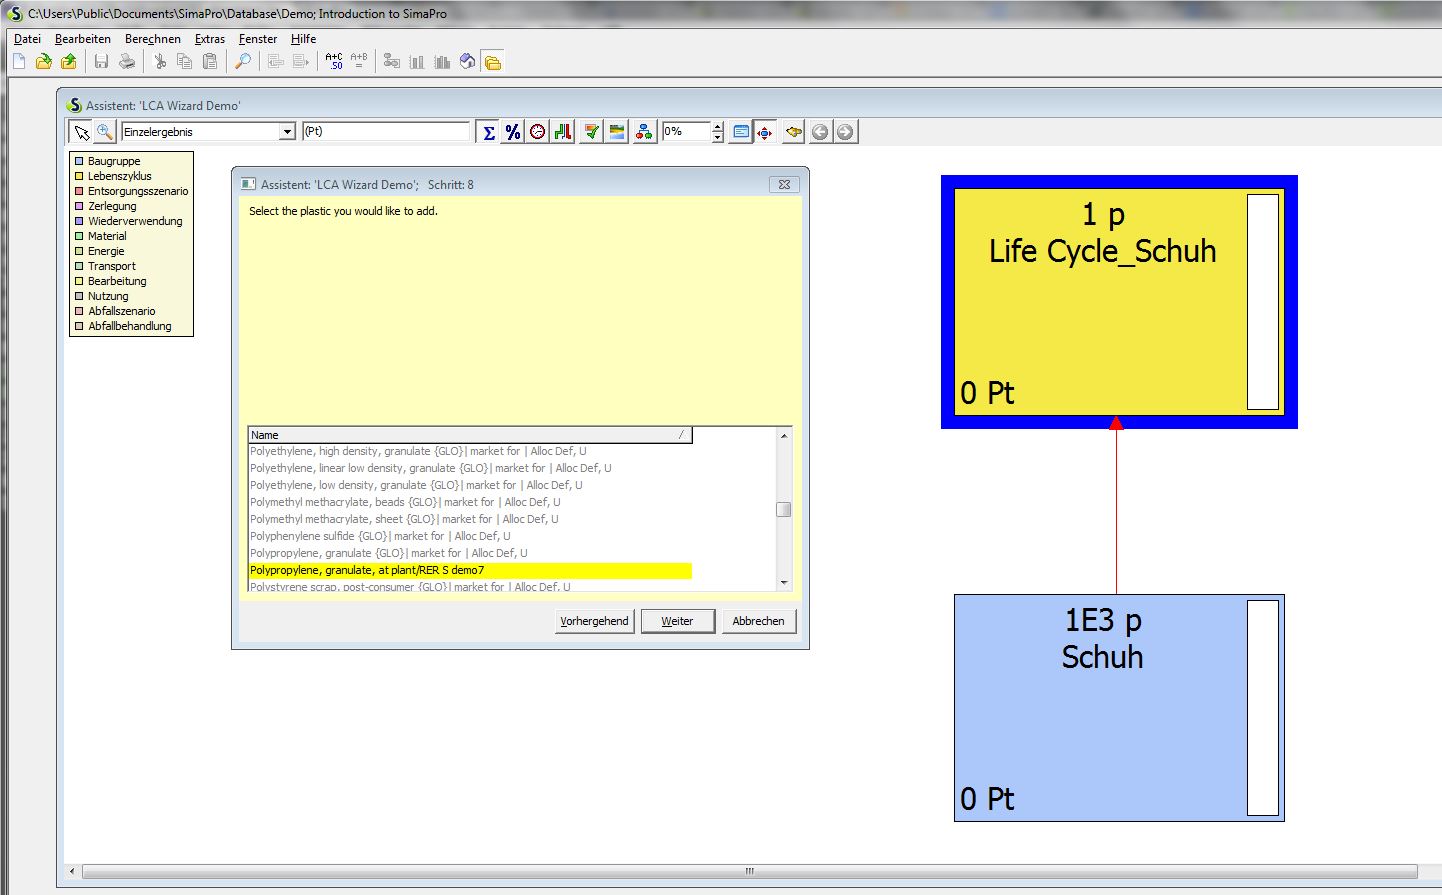 C:\Users\Public\Documents\SimaPro\Database\Demo; Introduction to SimaPro
Datei Bearbeiten Berechnen Extras Fenster Hilfe
A+C .50 A+B =
Assistent: 'LCA Wizard Demo'
Einzelergebnis (Pt) Σ % 0%
Baugruppe
Lebenszyklus
Entsorgungsszenario
Zerlegung
Wiederverwendung
Material
Energie
Transport
Bearbeitung
Nutzung
Abfallszenario
Abfallbehandlung
Assistent: 'LCA Wizard Demo'; Schritt: 8
Select the plastic you would like to add.
Name
Polyethylene, high density, granulate {GLO}| market for | Alloc Def, U
Polyethylene, linear low density, granulate {GLO}| market for | Alloc Def, U
Polyethylene, low density, granulate {GLO}| market for | Alloc Def, U
Polymethyl methacrylate, beads {GLO}| market for | Alloc Def, U
Polymethyl methacrylate, sheet {GLO}| market for | Alloc Def, U
Polyphenylene sulfide {GLO}| market for | Alloc Def, U
Polypropylene, granulate {GLO}| market for | Alloc Def, U
Polypropylene, granulate, at plant/RER S demo7
Polystyrene scrap, post-consumer {GLO}| market for | Alloc Def, U
Vorhergehend Weiter Abbrechen
1 p
Life Cycle_Schuh
0 Pt
1E3 p
Schuh
0 Pt